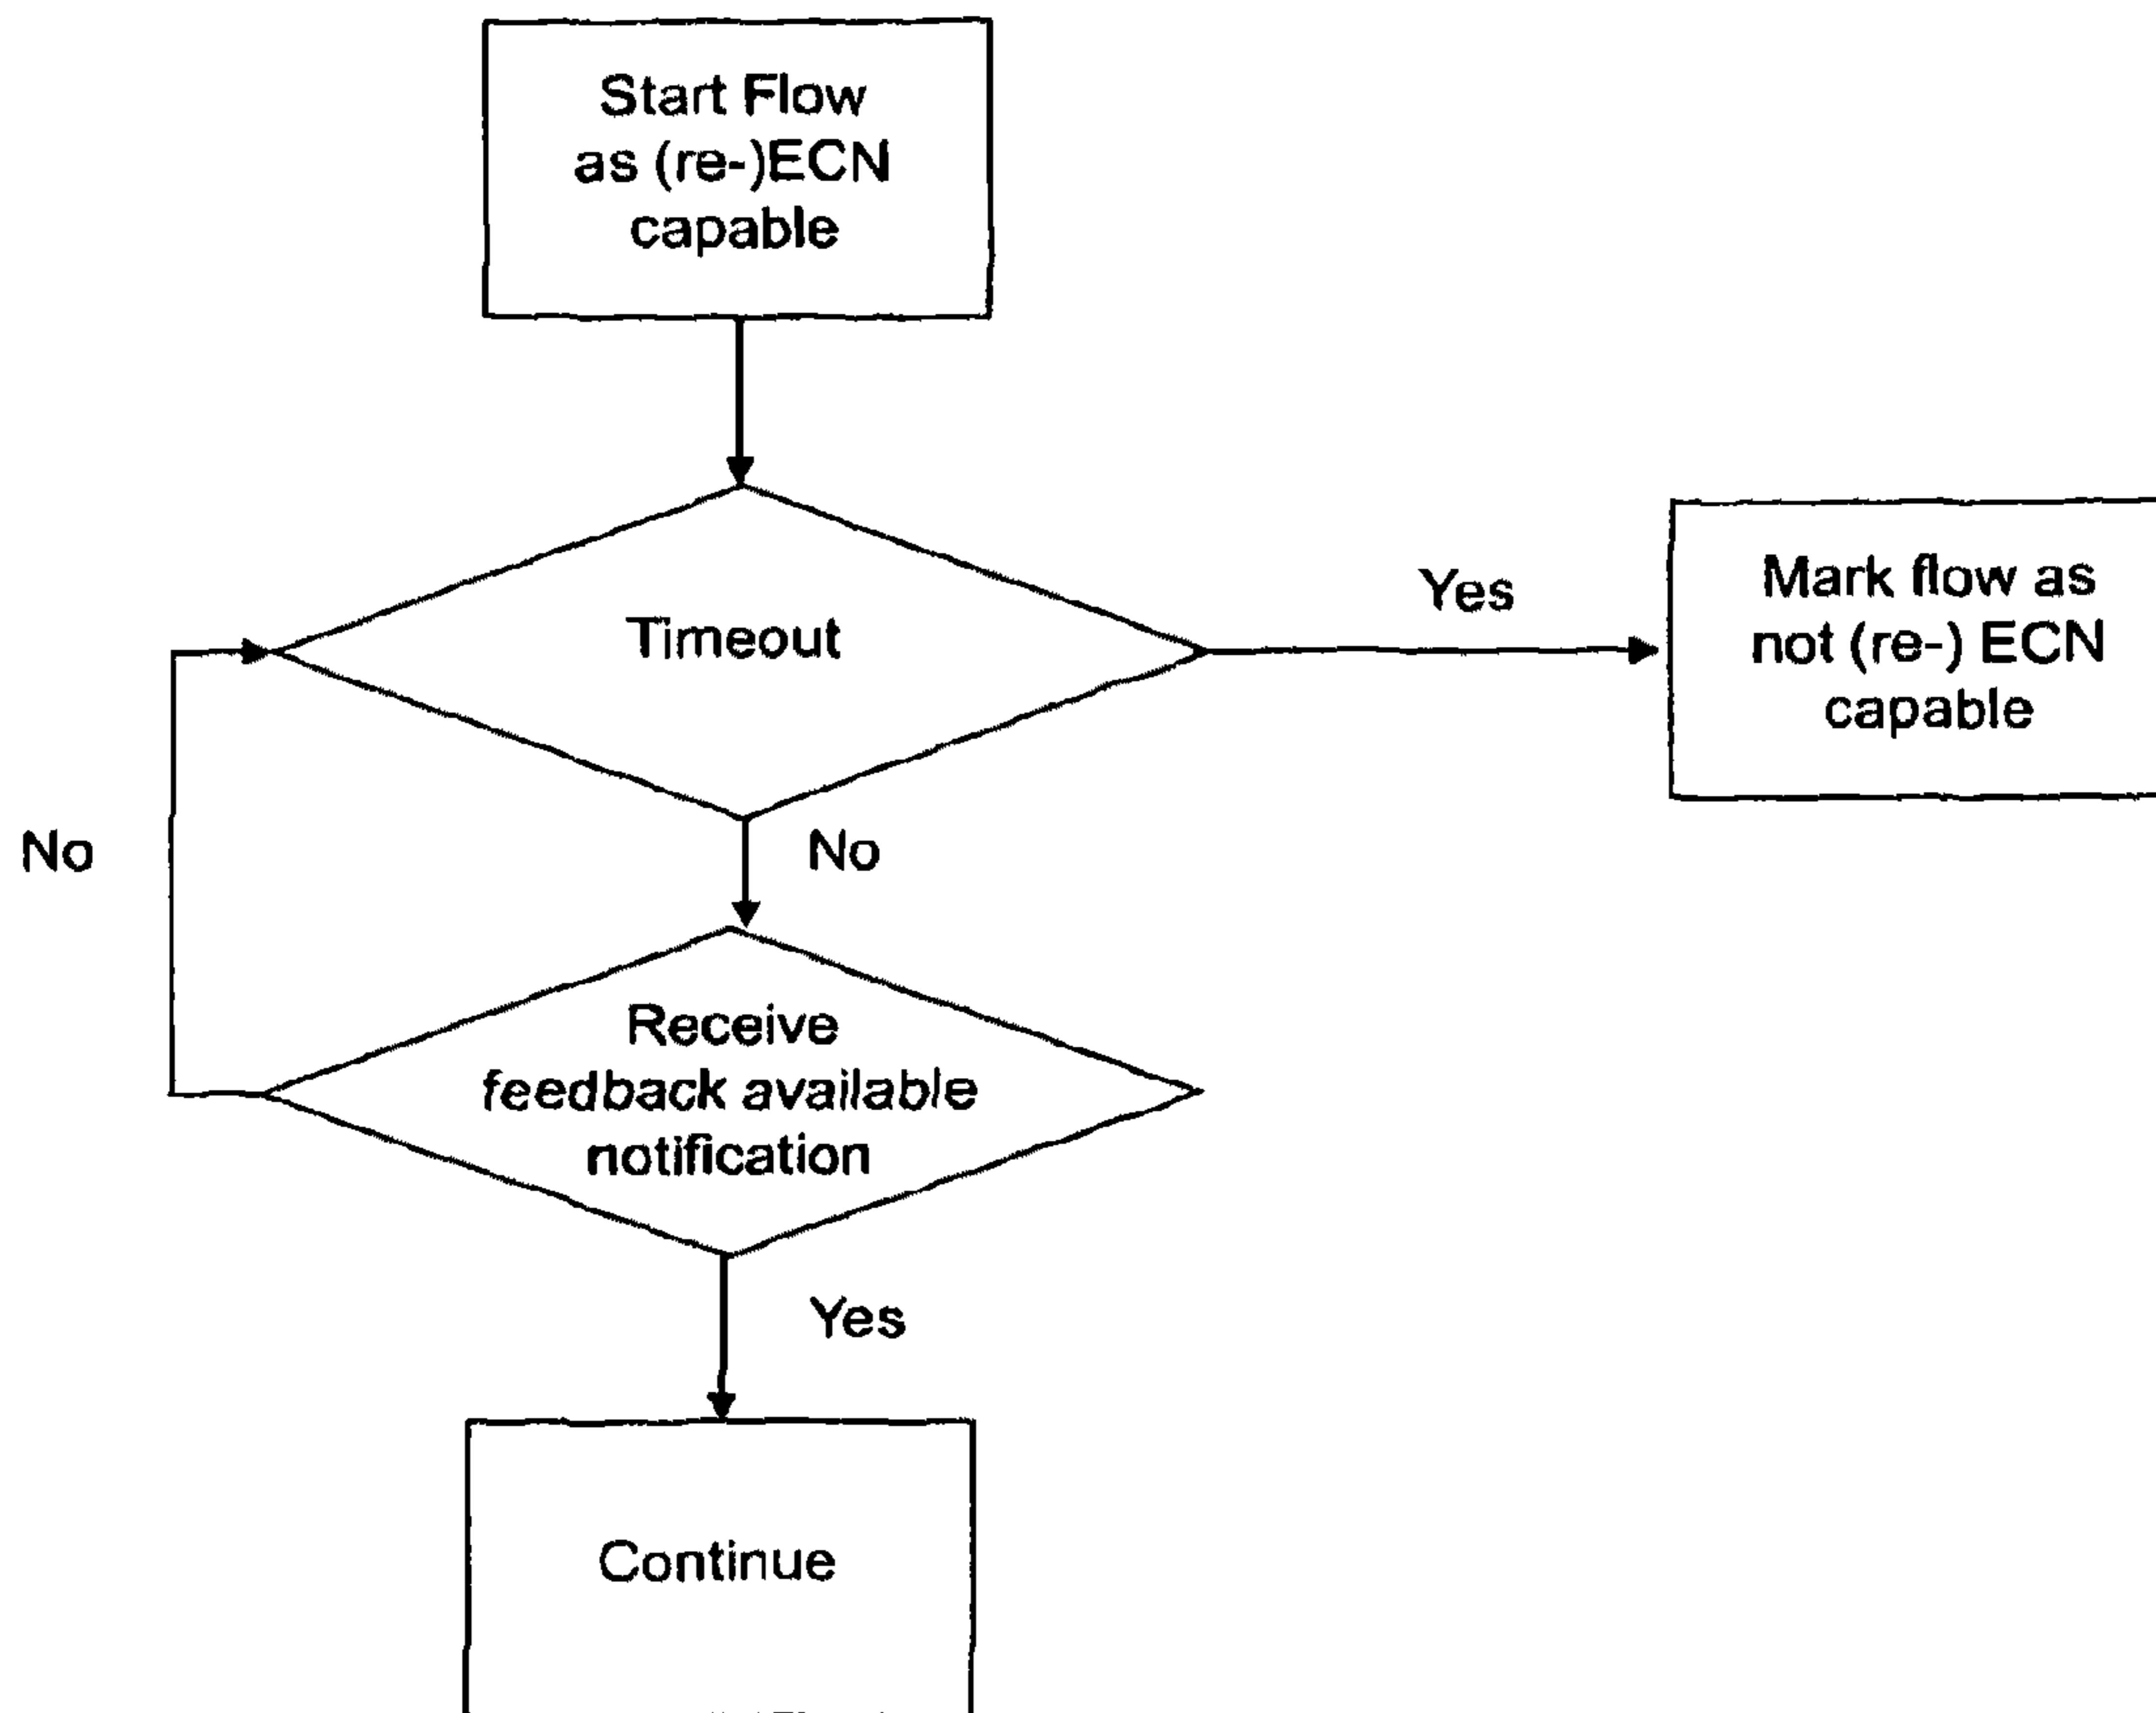 Start Flow
as (re-)ECN
capable
Timeout
Yes
Mark flow as
not (re-) ECN
capable
No
No
Receive
feedback available
notification
Yes
Continue